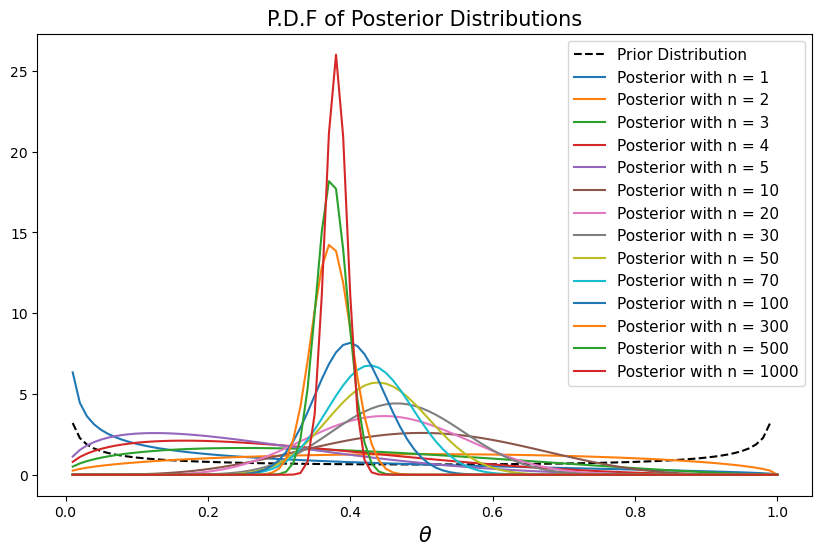 P.D.F of Posterior Distributions
25
20
15
10
5
0
0.0
0.2
0.4
0.6
0.8
1.0
θ
Prior Distribution
Posterior with n = 1
Posterior with n = 2
Posterior with n = 3
Posterior with n = 4
Posterior with n = 5
Posterior with n = 10
Posterior with n = 20
Posterior with n = 30
Posterior with n = 50
Posterior with n = 70
Posterior with n = 100
Posterior with n = 300
Posterior with n = 500
Posterior with n = 1000